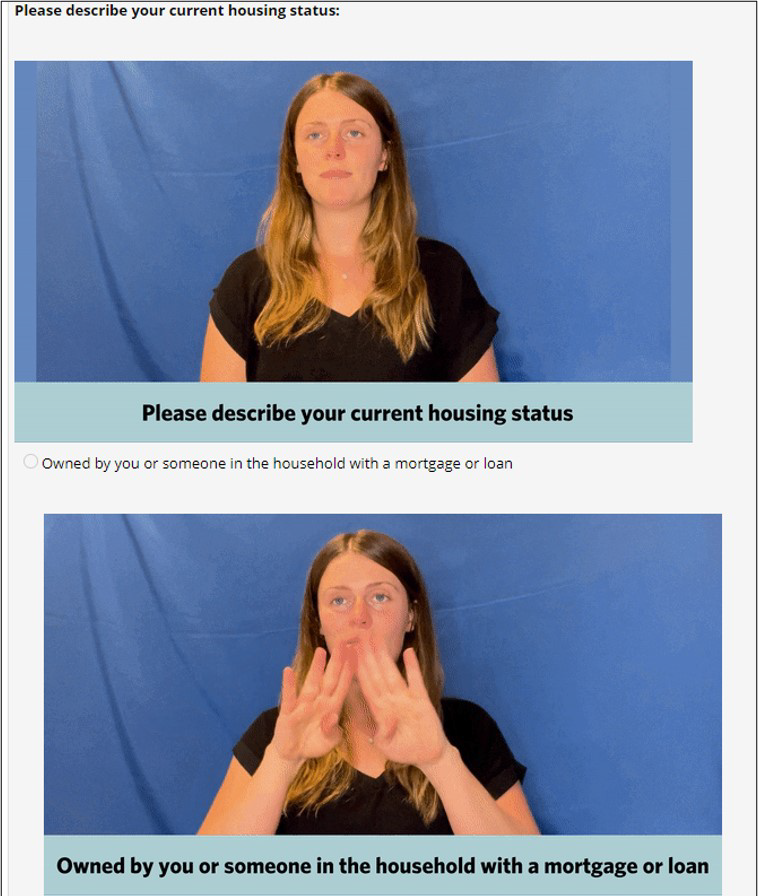 Please describe your current housing status:
Please describe your current housing status
Owned by you or someone in the household with a mortgage or loan
Owned by you or someone in the household with a mortgage or loan